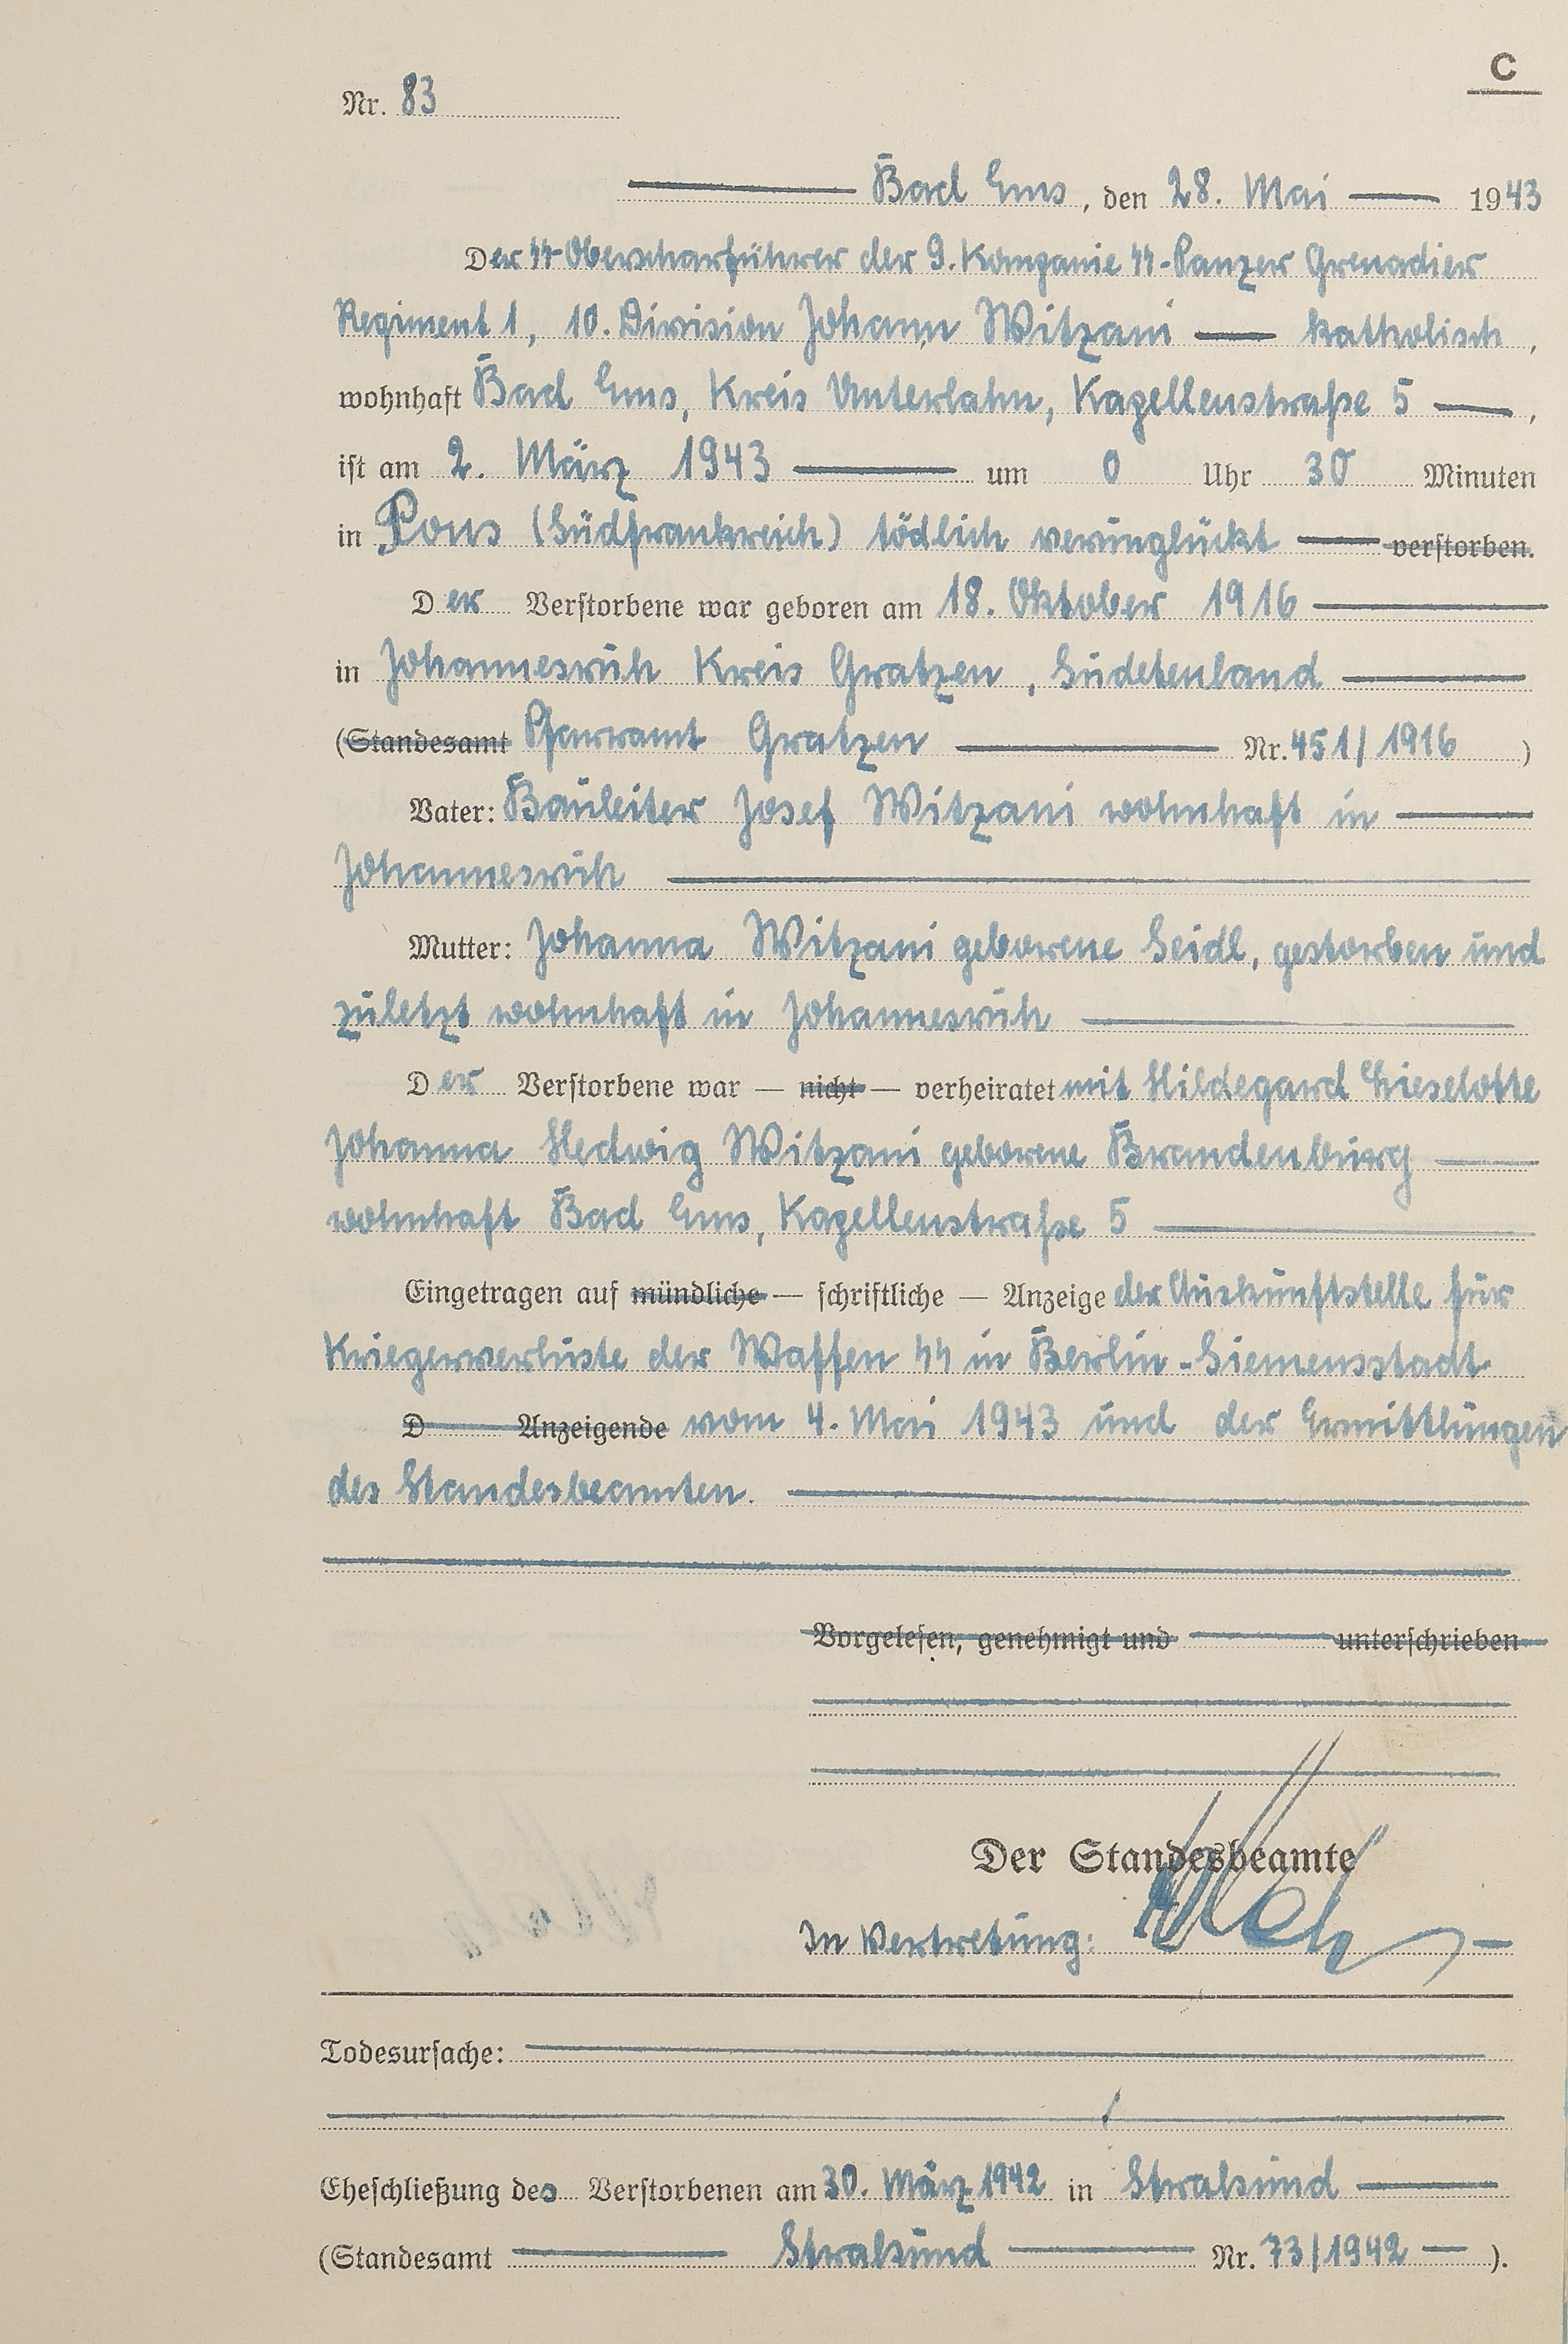 C
Nr. 83
Bad Ems, den 28. Mai 1943
Der SS-Oberscharführer der 9. Kompanie SS-Panzer Grenadier
Regiment 1, 10. Division Johann Witzani — katholisch,
wohnhaft Bad Ems, Kreis Unterlahn, Kapellenstraße 5 —,
ist am 2. März 1943 — um 0 Uhr 30 Minuten
in Pons (Südfrankreich) tödlich verunglückt — verstorben.
Der Verstorbene war geboren am 18. Oktober 1916
in Johannesruh Kreis Gratzen, Sudetenland
(Standesamt Pfarramt Gratzen — Nr. 451/1916)
Vater: Bauleiter Josef Witzani wohnhaft in
Johannesruh
Mutter: Johanna Witzani geborene Seidl, gestorben und
zuletzt wohnhaft in Johannesruh
Der Verstorbene war — nicht — verheiratet mit Hildegard Lieselotte
Johanna Hedwig Witzani geborene Brandenburg
wohnhaft Bad Ems, Kapellenstraße 5
Eingetragen auf mündliche — schriftliche — Anzeige der Auskunftstelle für
Kriegerverluste der Waffen SS in Berlin-Siemensstadt
D Anzeigende vom 4. Mai 1943 und der Ermittlungen
des Standesbeamten.
Vorgelesen, genehmigt und unterschrieben
Der Standesbeamte
In Vertretung:
Todesursache:
Eheschließung des Verstorbenen am 30. März 1942 in Stralsund
(Standesamt — Stralsund — Nr. 73/1942 —).